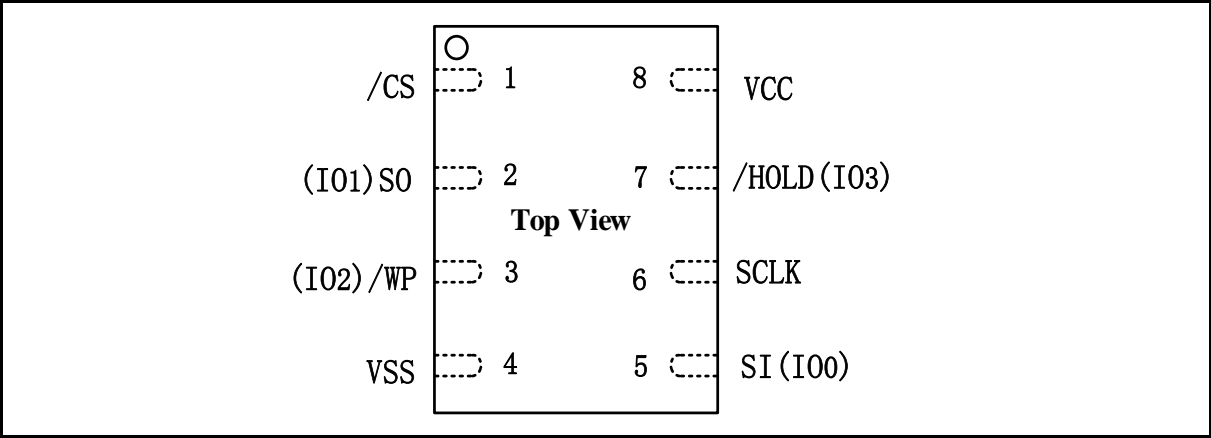 /CS 1 8 VCC
(IO1)SO 2 7 /HOLD(IO3)
Top View
(IO2)/WP 3 6 SCLK
VSS 4 5 SI(IO0)